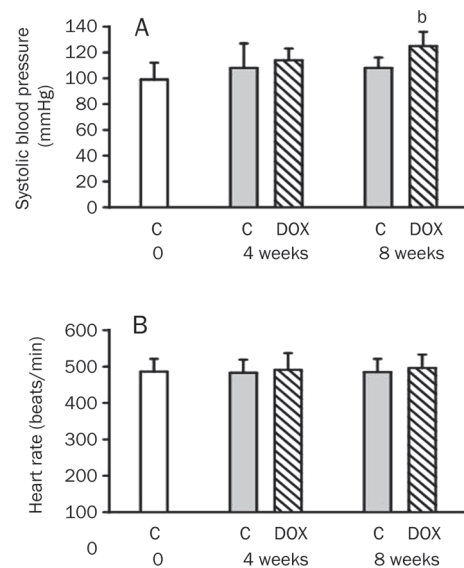 A
b
Systolic blood pressure
(mmHg)
140
120
100
80
60
40
20
0
C C DOX C DOX
0 4 weeks 8 weeks
B
Heart rate (beats/min)
600
500
400
300
200
100
0
C C DOX C DOX
0 4 weeks 8 weeks